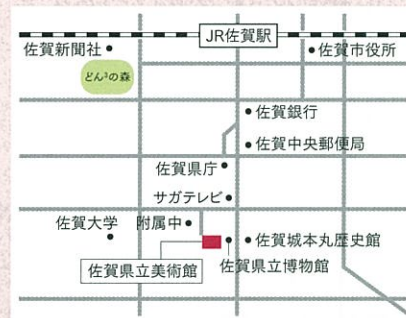 JR佐賀駅
佐賀新聞社
佐賀市役所
どん³の森
佐賀銀行
佐賀中央郵便局
佐賀県庁
サガテレビ
佐賀大学
附属中
佐賀城本丸歴史館
佐賀県立博物館
佐賀県立美術館